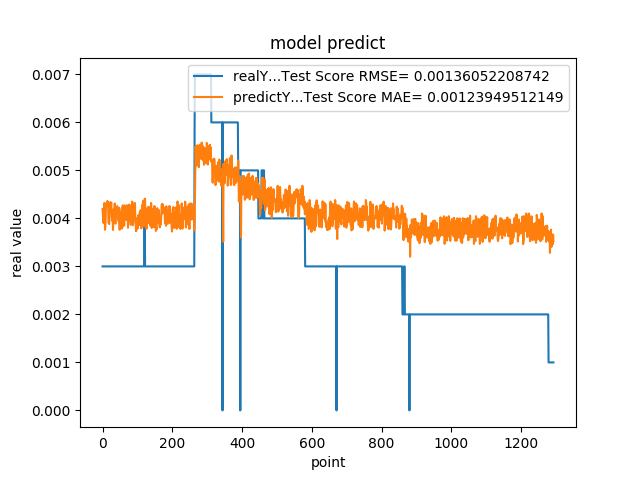 model predict
realY...Test Score RMSE= 0.00136052208742
predictY...Test Score MAE= 0.00123949512149
0.007
0.006
0.005
0.004
0.003
0.002
0.001
0.000
real value
0 200 400 600 800 1000 1200
point